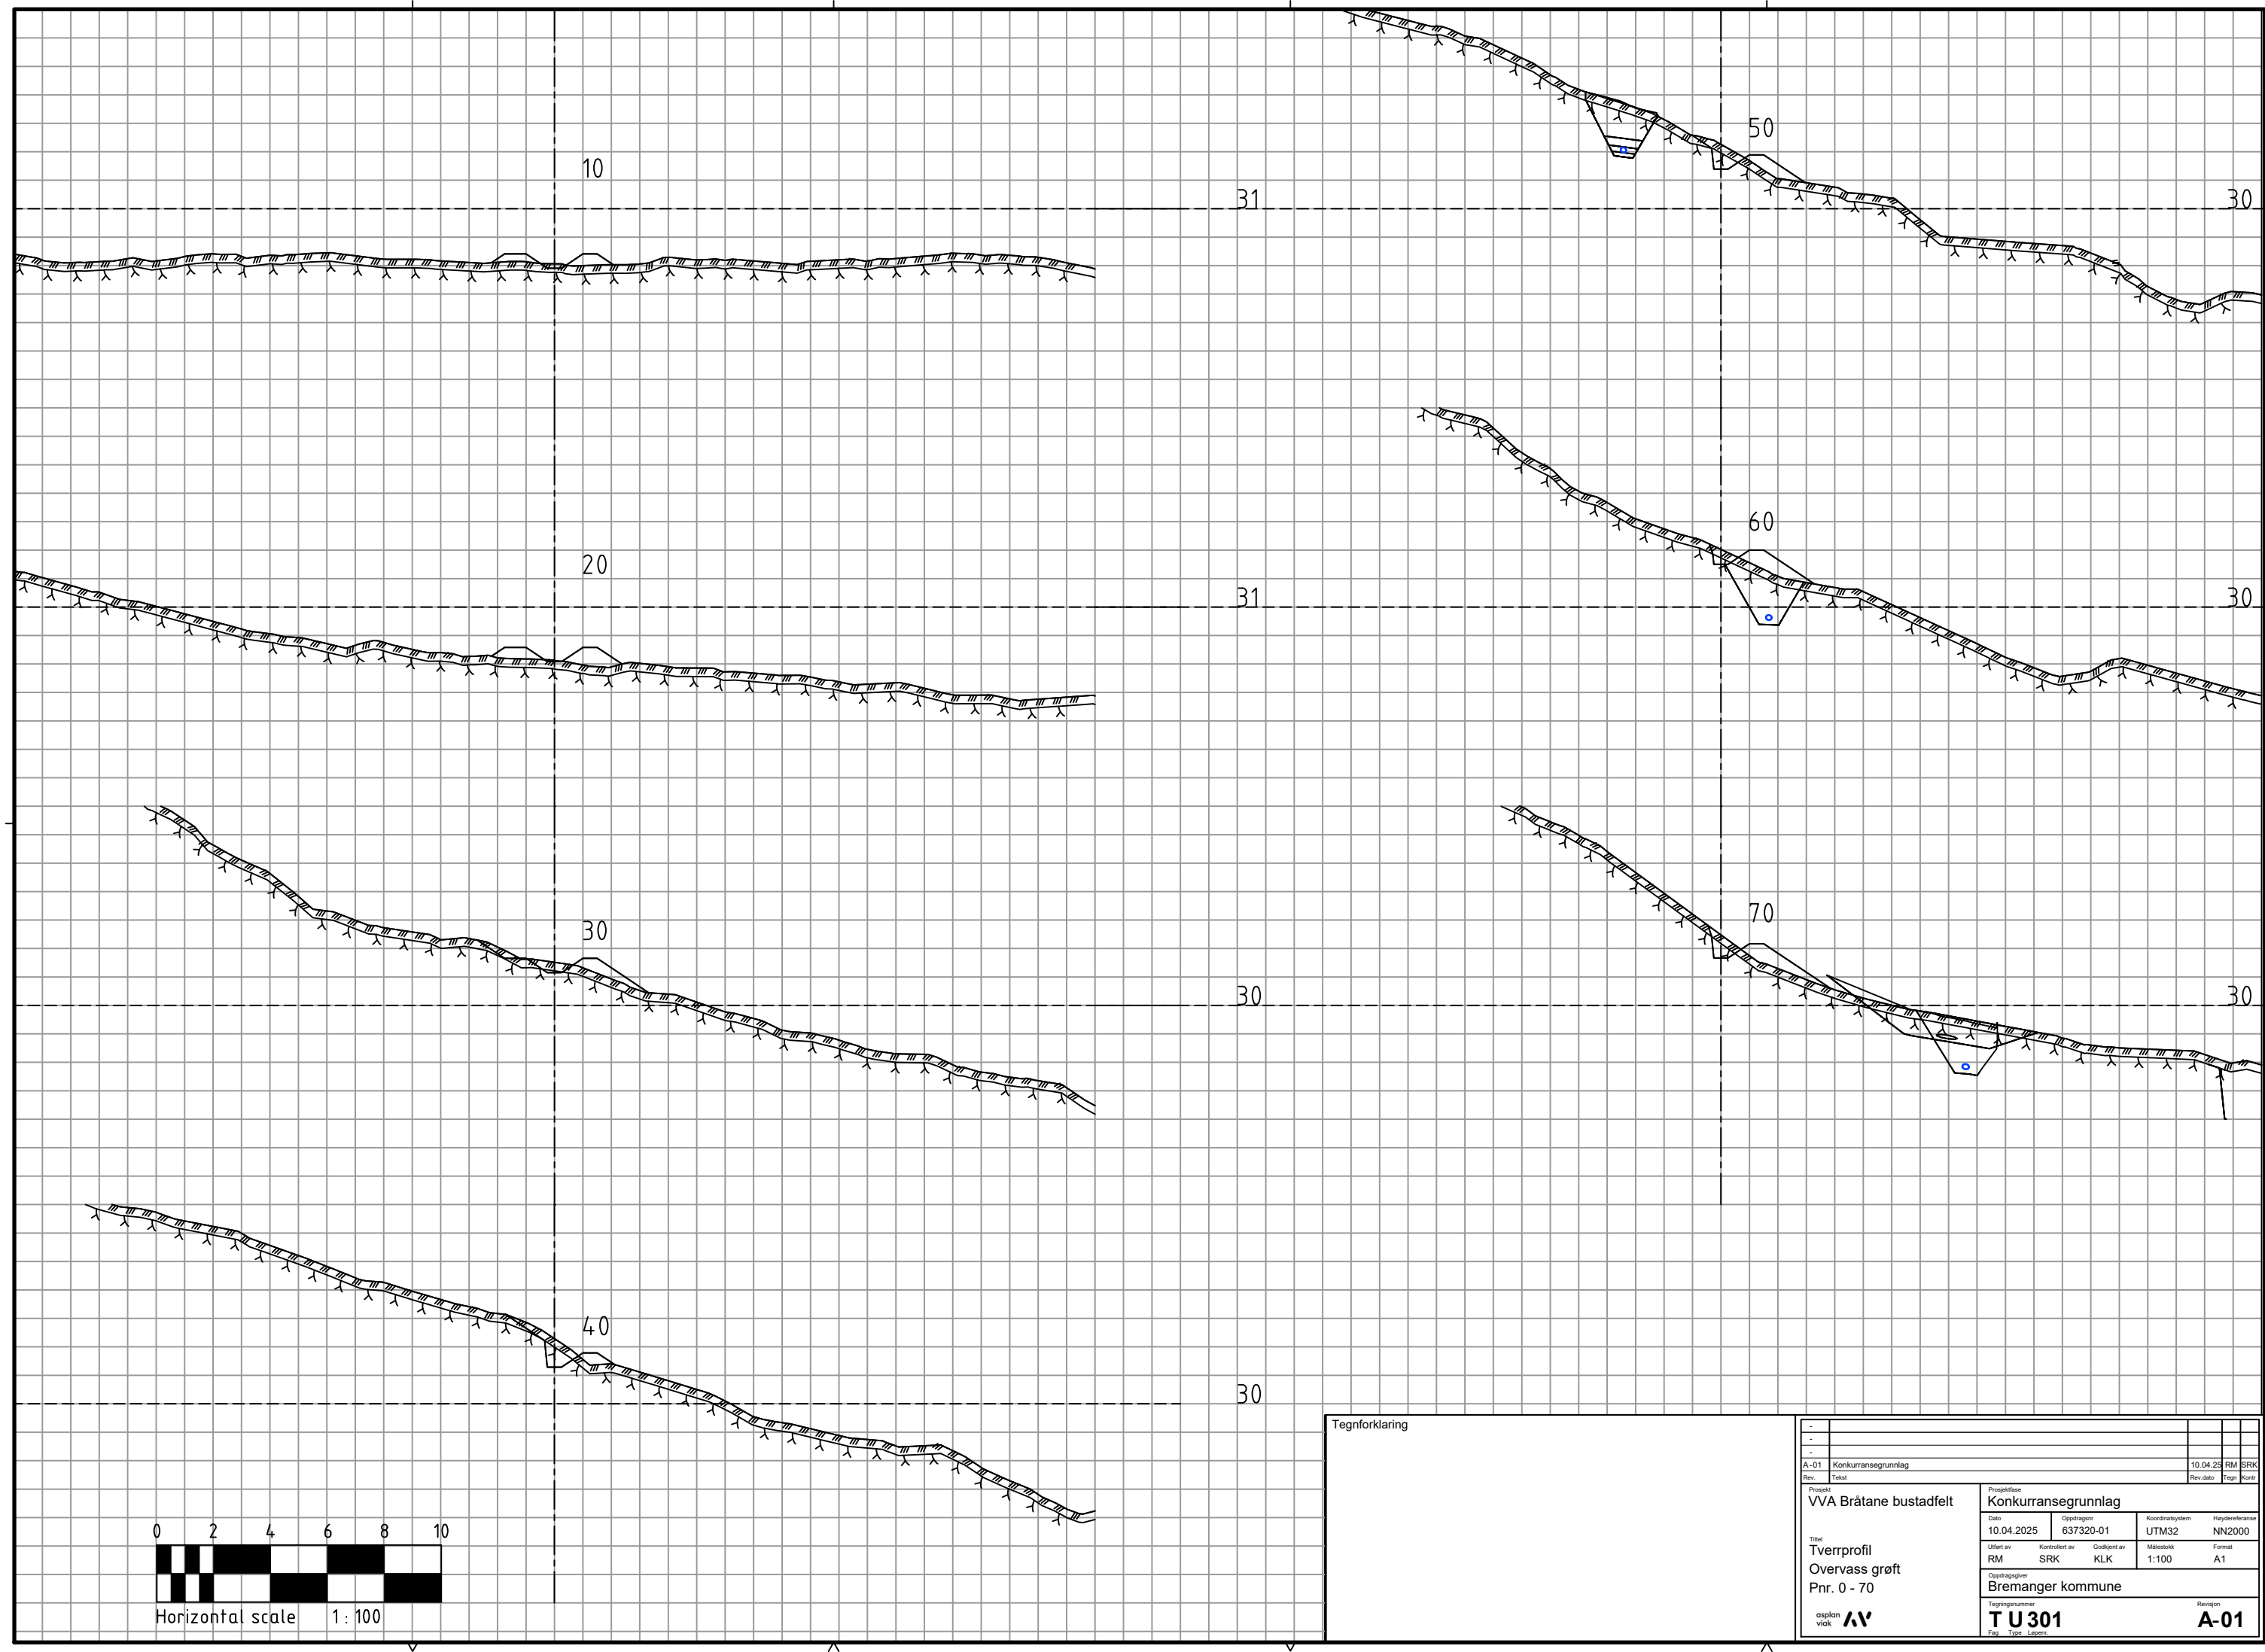 50
10
31
30
60
20
31
30
30
70
30
30
40
30
0 2 4 6 8 10
Horizontal scale 1 : 100
Tegnforklaring
-
-
-
A-01 Konkurransegrunnlag 10.04.25 RM SRK
Rev. Tekst Rev.dato Tegn Kontr
Prosjekt
VVA Bråtane bustadfelt
Tittel
Tverrprofil
Overvass grøft
Pnr. 0 - 70
asplan
viak
Prosjektfase
Konkurransegrunnlag
Dato Oppdragsnr Koordinatsystem Høydereferanse
10.04.2025 637320-01 UTM32 NN2000
Utført av Kontrollert av Godkjent av Målestokk Format
RM SRK KLK 1:100 A1
Oppdragsgiver
Bremanger kommune
Tegningsnummer Revisjon
T U 301 A-01
Fag Type Løpenr.